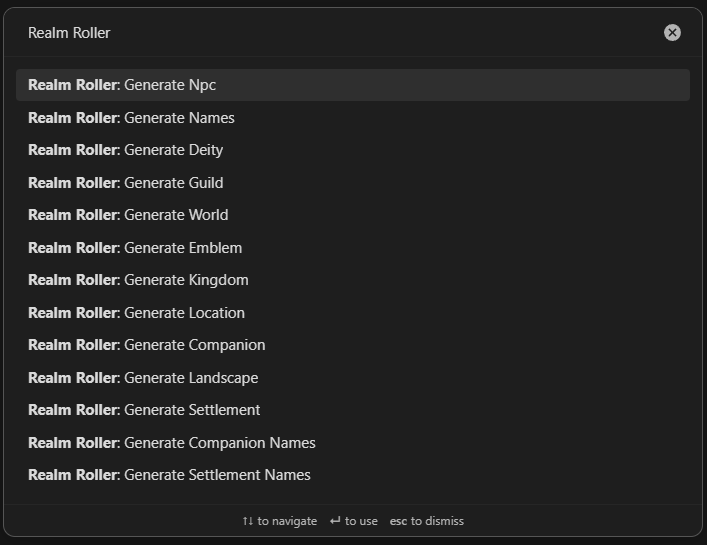 Realm Roller
Realm Roller: Generate Npc
Realm Roller: Generate Names
Realm Roller: Generate Deity
Realm Roller: Generate Guild
Realm Roller: Generate World
Realm Roller: Generate Emblem
Realm Roller: Generate Kingdom
Realm Roller: Generate Location
Realm Roller: Generate Companion
Realm Roller: Generate Landscape
Realm Roller: Generate Settlement
Realm Roller: Generate Companion Names
Realm Roller: Generate Settlement Names
↑↓ to navigate ↵ to use esc to dismiss